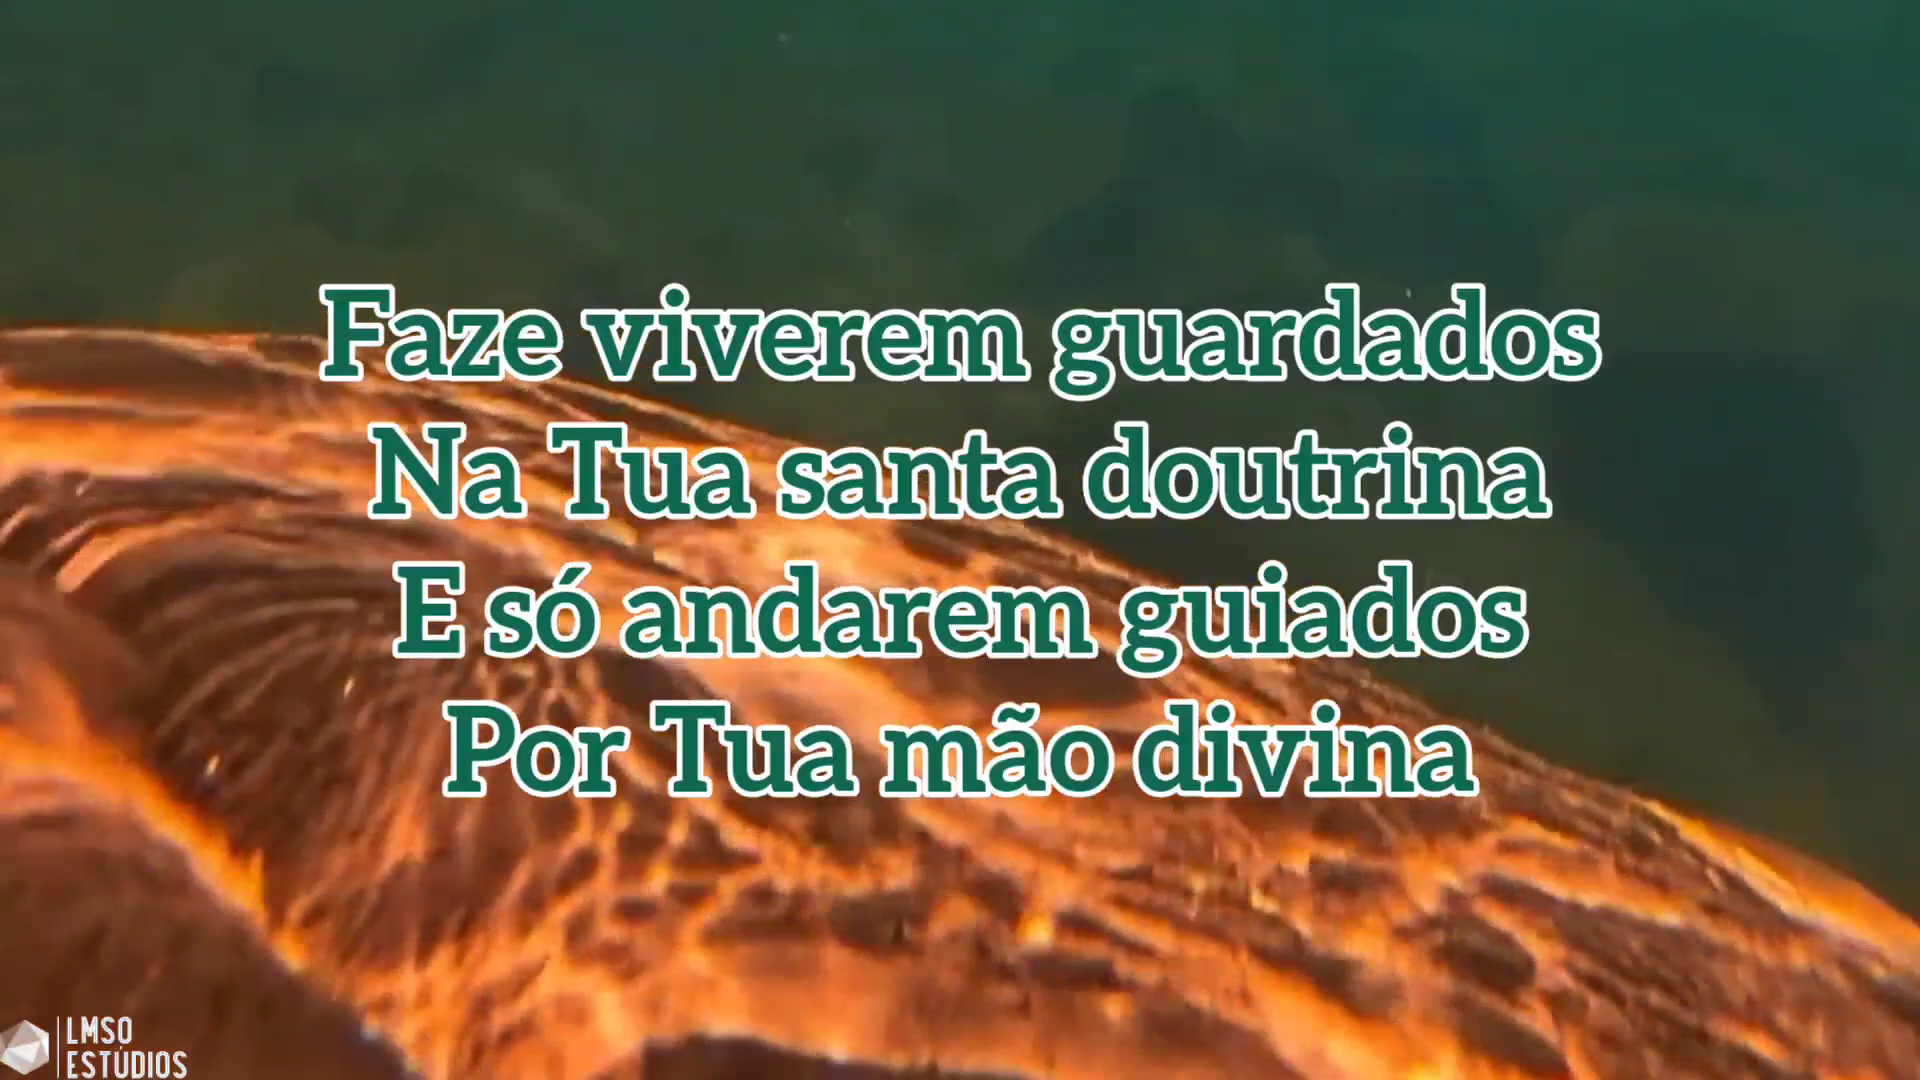 Faze viverem guardados
Na Tua santa doutrina
E só andarem guiados
Por Tua mão divina
LMSO
ESTÚDIOS